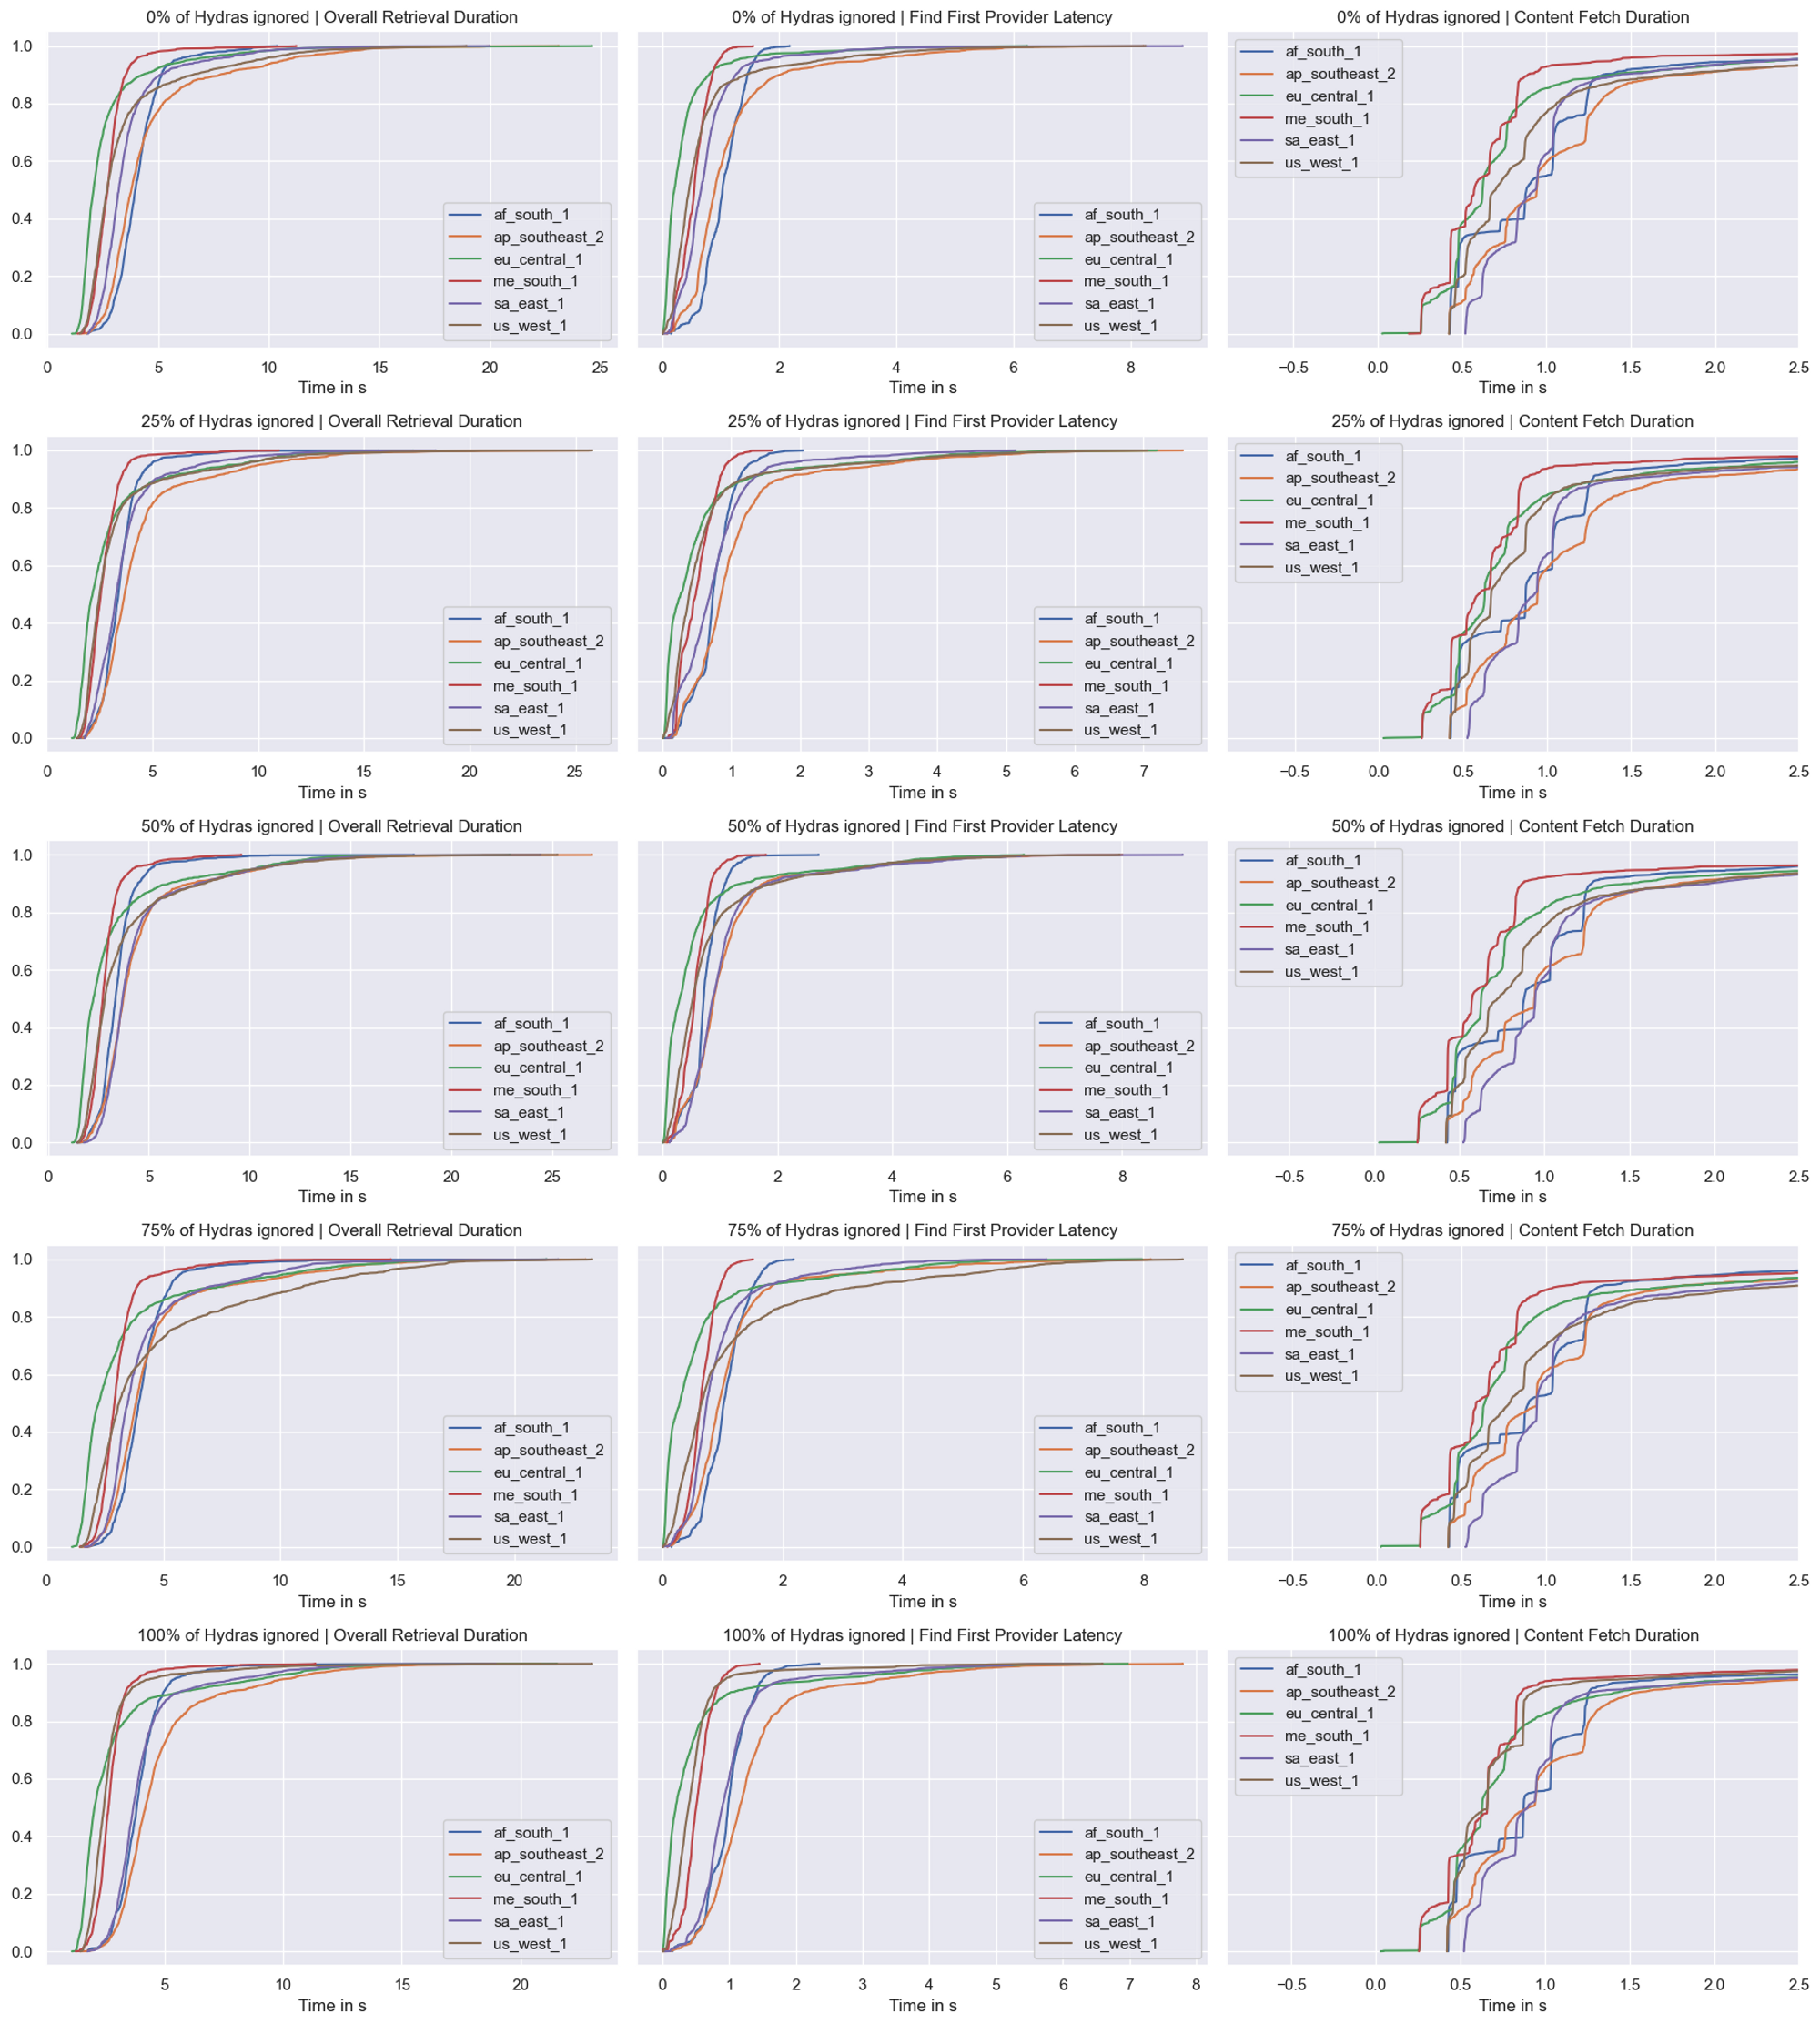 0% of Hydras ignored | Overall Retrieval Duration
1.0
0.8
0.6
0.4
0.2
0.0
af_south_1
ap_southeast_2
eu_central_1
me_south_1
sa_east_1
us_west_1
0 5 10 15 20 25
Time in s
0% of Hydras ignored | Find First Provider Latency
af_south_1
ap_southeast_2
eu_central_1
me_south_1
sa_east_1
us_west_1
0 2 4 6 8
Time in s
0% of Hydras ignored | Content Fetch Duration
af_south_1
ap_southeast_2
eu_central_1
me_south_1
sa_east_1
us_west_1
−0.5 0.0 0.5 1.0 1.5 2.0 2.5
Time in s
25% of Hydras ignored | Overall Retrieval Duration
1.0
0.8
0.6
0.4
0.2
0.0
af_south_1
ap_southeast_2
eu_central_1
me_south_1
sa_east_1
us_west_1
0 5 10 15 20 25
Time in s
25% of Hydras ignored | Find First Provider Latency
af_south_1
ap_southeast_2
eu_central_1
me_south_1
sa_east_1
us_west_1
0 1 2 3 4 5 6 7
Time in s
25% of Hydras ignored | Content Fetch Duration
af_south_1
ap_southeast_2
eu_central_1
me_south_1
sa_east_1
us_west_1
−0.5 0.0 0.5 1.0 1.5 2.0 2.5
Time in s
50% of Hydras ignored | Overall Retrieval Duration
1.0
0.8
0.6
0.4
0.2
0.0
af_south_1
ap_southeast_2
eu_central_1
me_south_1
sa_east_1
us_west_1
0 5 10 15 20 25
Time in s
50% of Hydras ignored | Find First Provider Latency
af_south_1
ap_southeast_2
eu_central_1
me_south_1
sa_east_1
us_west_1
0 2 4 6 8
Time in s
50% of Hydras ignored | Content Fetch Duration
af_south_1
ap_southeast_2
eu_central_1
me_south_1
sa_east_1
us_west_1
−0.5 0.0 0.5 1.0 1.5 2.0 2.5
Time in s
75% of Hydras ignored | Overall Retrieval Duration
1.0
0.8
0.6
0.4
0.2
0.0
af_south_1
ap_southeast_2
eu_central_1
me_south_1
sa_east_1
us_west_1
0 5 10 15 20
Time in s
75% of Hydras ignored | Find First Provider Latency
af_south_1
ap_southeast_2
eu_central_1
me_south_1
sa_east_1
us_west_1
0 2 4 6 8
Time in s
75% of Hydras ignored | Content Fetch Duration
af_south_1
ap_southeast_2
eu_central_1
me_south_1
sa_east_1
us_west_1
−0.5 0.0 0.5 1.0 1.5 2.0 2.5
Time in s
100% of Hydras ignored | Overall Retrieval Duration
1.0
0.8
0.6
0.4
0.2
0.0
af_south_1
ap_southeast_2
eu_central_1
me_south_1
sa_east_1
us_west_1
5 10 15 20
Time in s
100% of Hydras ignored | Find First Provider Latency
af_south_1
ap_southeast_2
eu_central_1
me_south_1
sa_east_1
us_west_1
0 1 2 3 4 5 6 7 8
Time in s
100% of Hydras ignored | Content Fetch Duration
af_south_1
ap_southeast_2
eu_central_1
me_south_1
sa_east_1
us_west_1
−0.5 0.0 0.5 1.0 1.5 2.0 2.5
Time in s